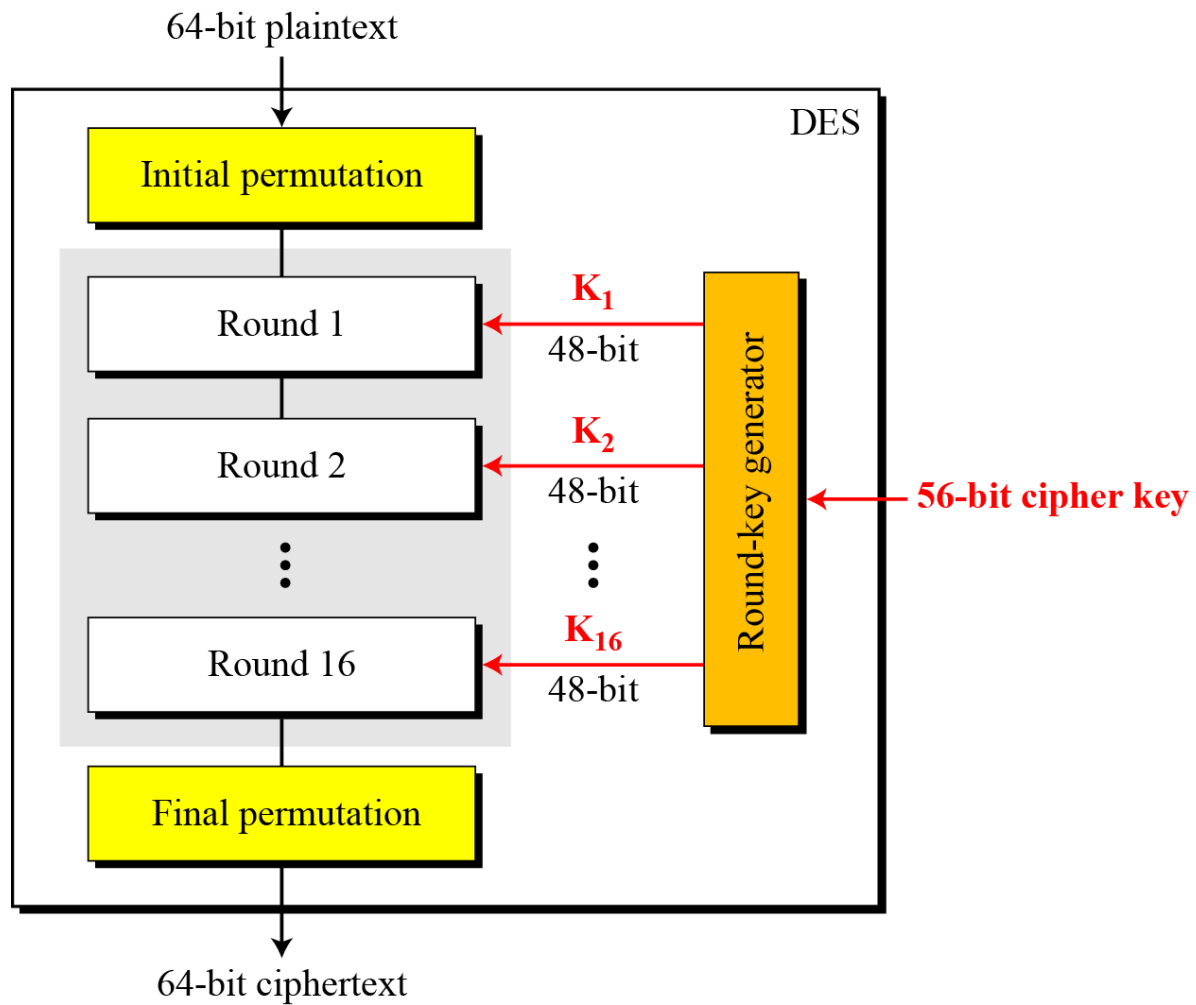 64-bit plaintext
DES
Initial permutation
Round 1
K1
48-bit
Round 2
K2
48-bit
Round-key generator
56-bit cipher key
Round 16
K16
48-bit
Final permutation
64-bit ciphertext